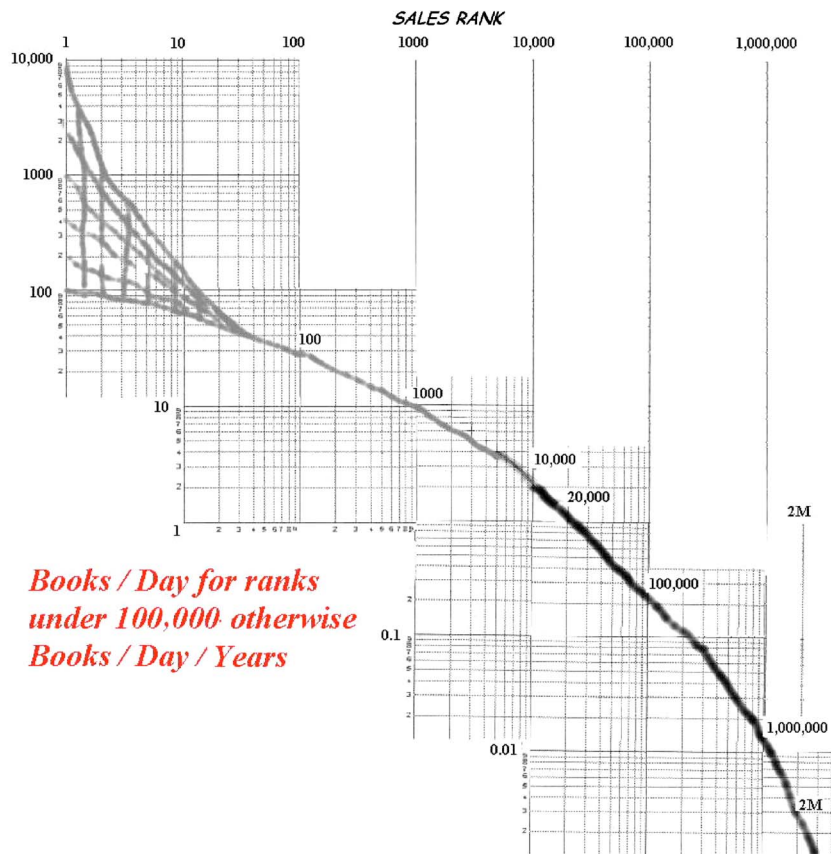 SALES RANK
1 10 100 1000 10,000 100,000 1,000,000
10,000
1000
100
100
10
1000
10,000
20,000
2M
1
Books / Day for ranks
under 100,000 otherwise
Books / Day / Years
100,000
0.1
1,000,000
0.01
2M